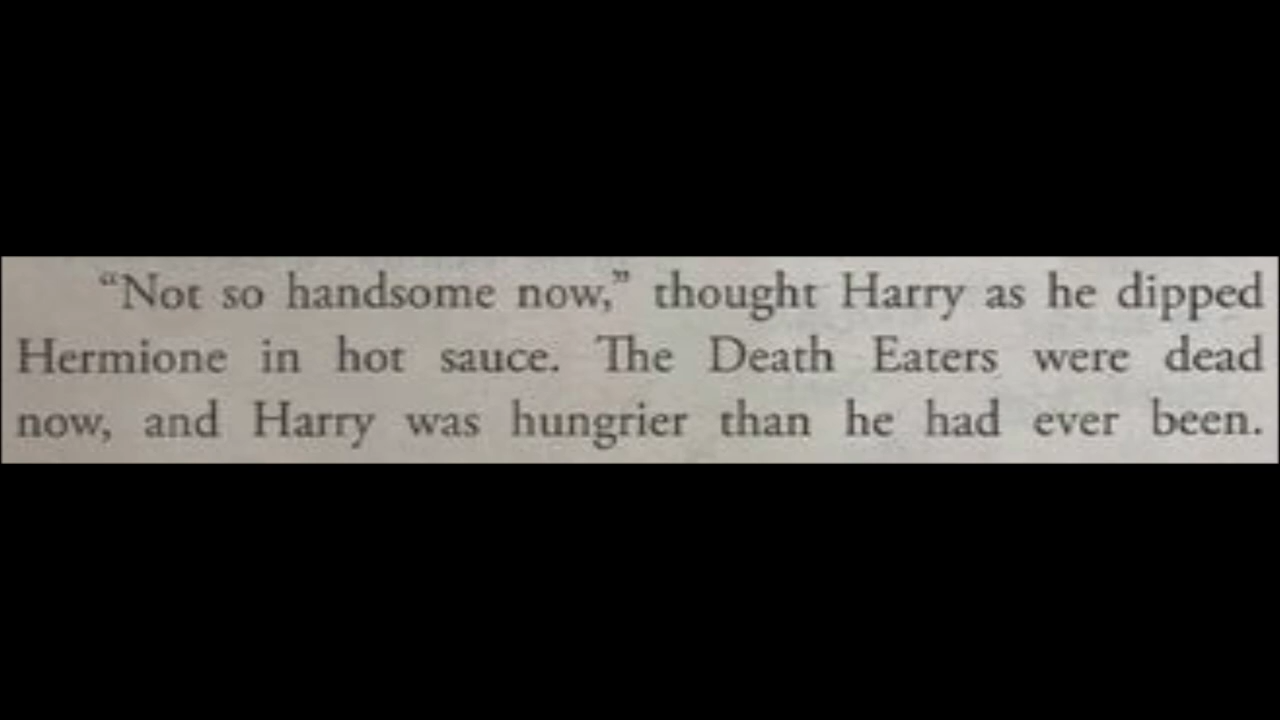 “Not so handsome now,” thought Harry as he dipped
Hermione in hot sauce. The Death Eaters were dead
now, and Harry was hungrier than he had ever been.